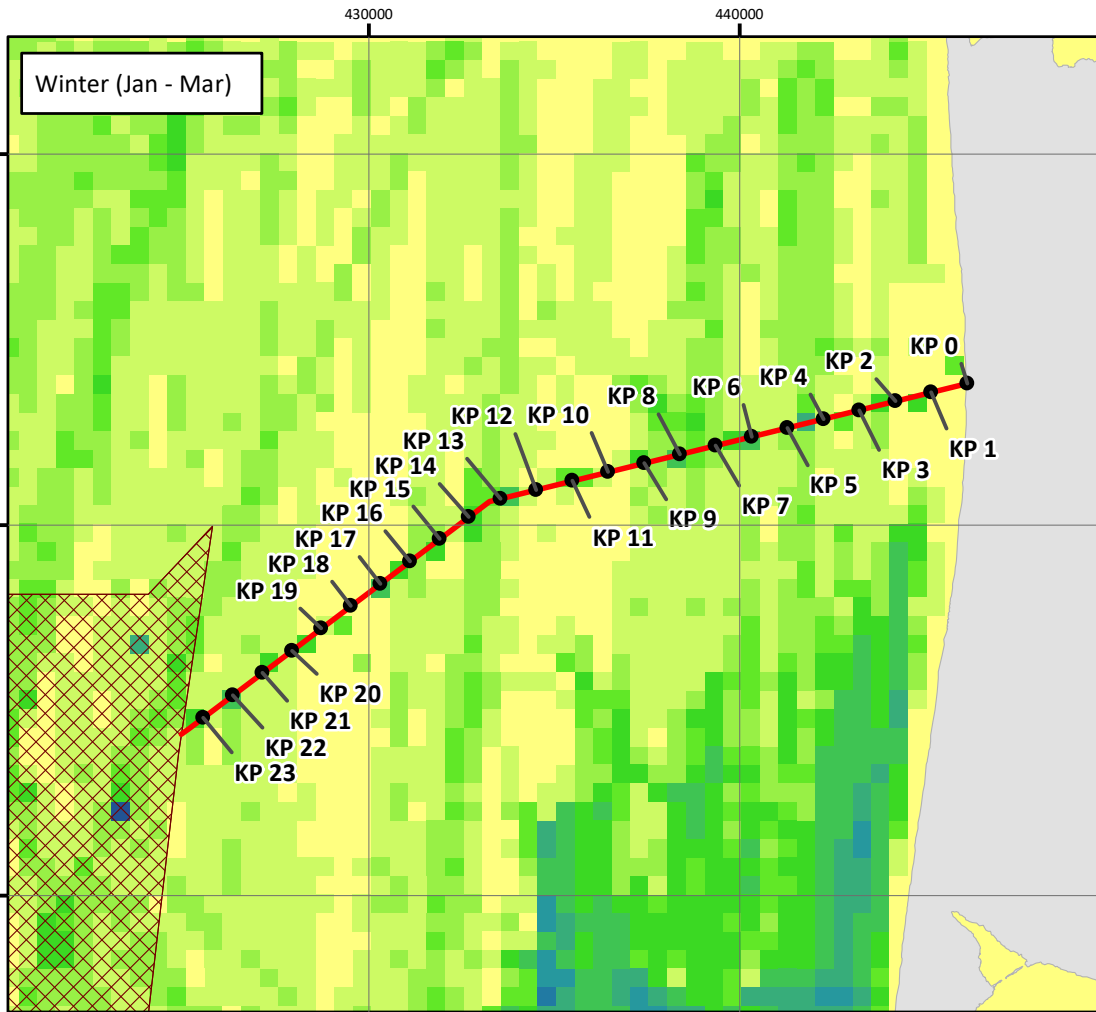 430000
440000
Winter (Jan - Mar)
KP 0
KP 2
KP 4
KP 6
KP 8
KP 10
KP 12
KP 1
KP 13
KP 3
KP 5
KP 14
KP 7
KP 15
KP 9
KP 16
KP 11
KP 17
KP 18
KP 19
KP 20
KP 21
KP 22
KP 23